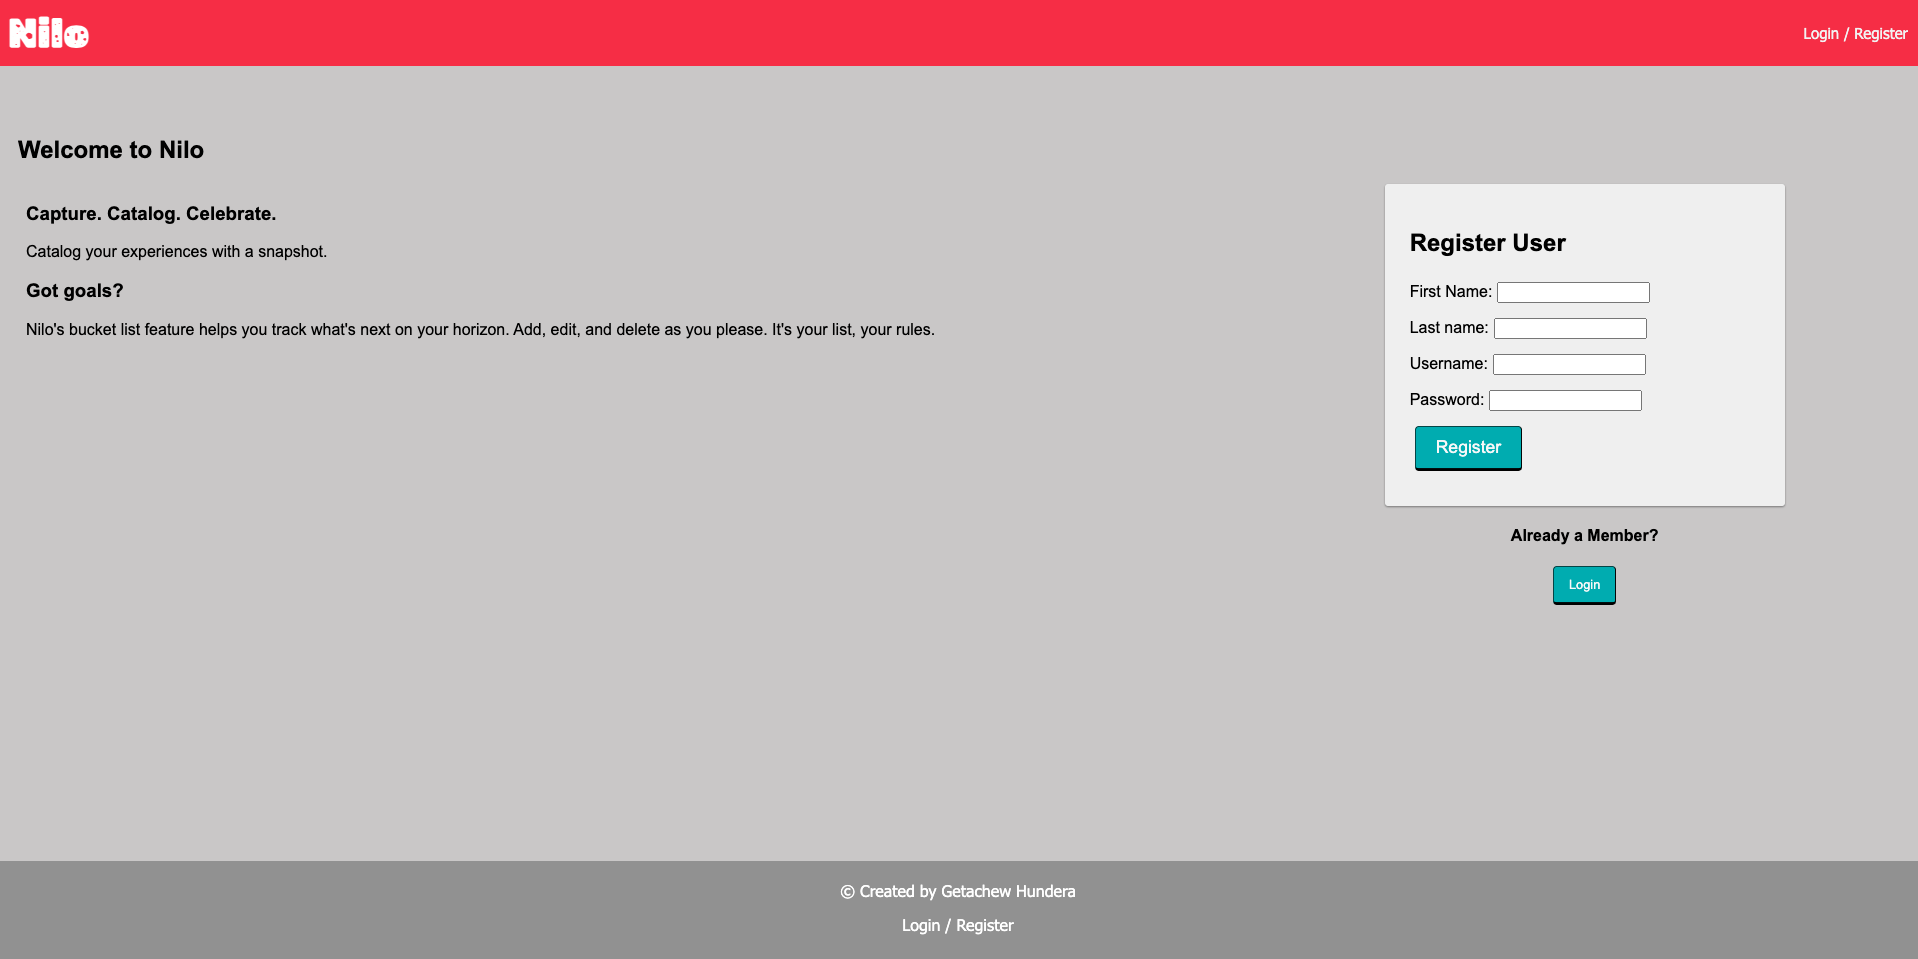 Nilo
Login / Register
Welcome to Nilo
Capture. Catalog. Celebrate.
Catalog your experiences with a snapshot.
Got goals?
Nilo's bucket list feature helps you track what's next on your horizon. Add, edit, and delete as you please. It's your list, your rules.
Register User
First Name:
Last name:
Username:
Password:
Register
Already a Member?
Login
© Created by Getachew Hundera
Login / Register